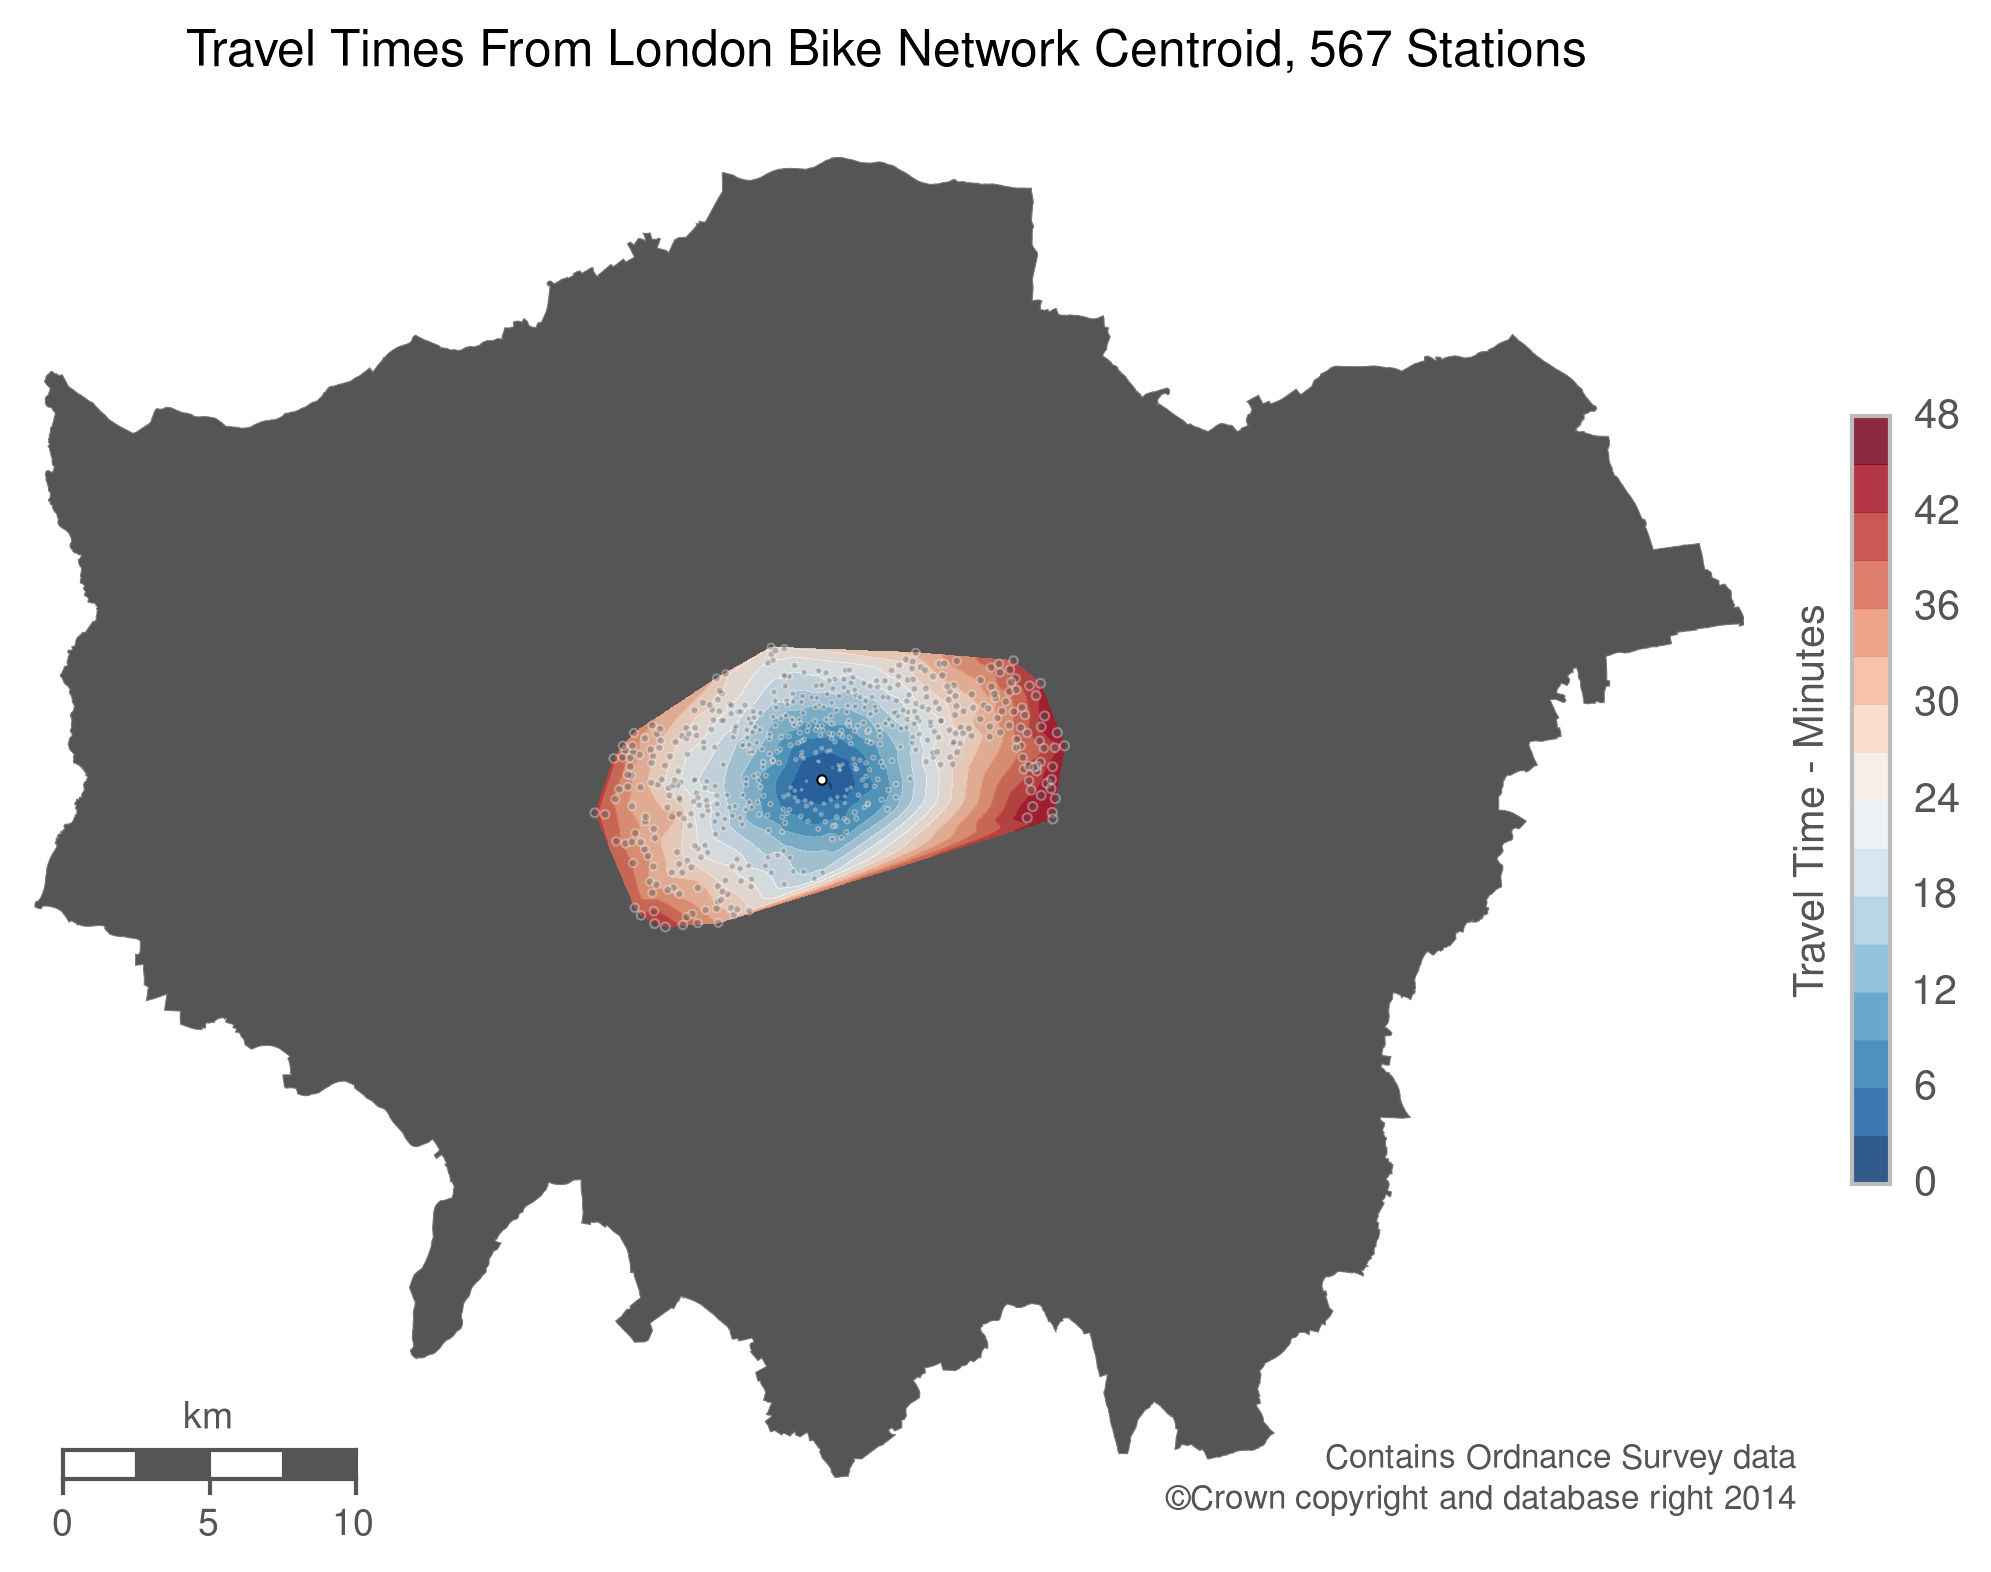 Travel Times From London Bike Network Centroid, 567 Stations
48
42
36
30
24
18
12
6
0
Travel Time - Minutes
km
0 5 10
Contains Ordnance Survey data
©Crown copyright and database right 2014